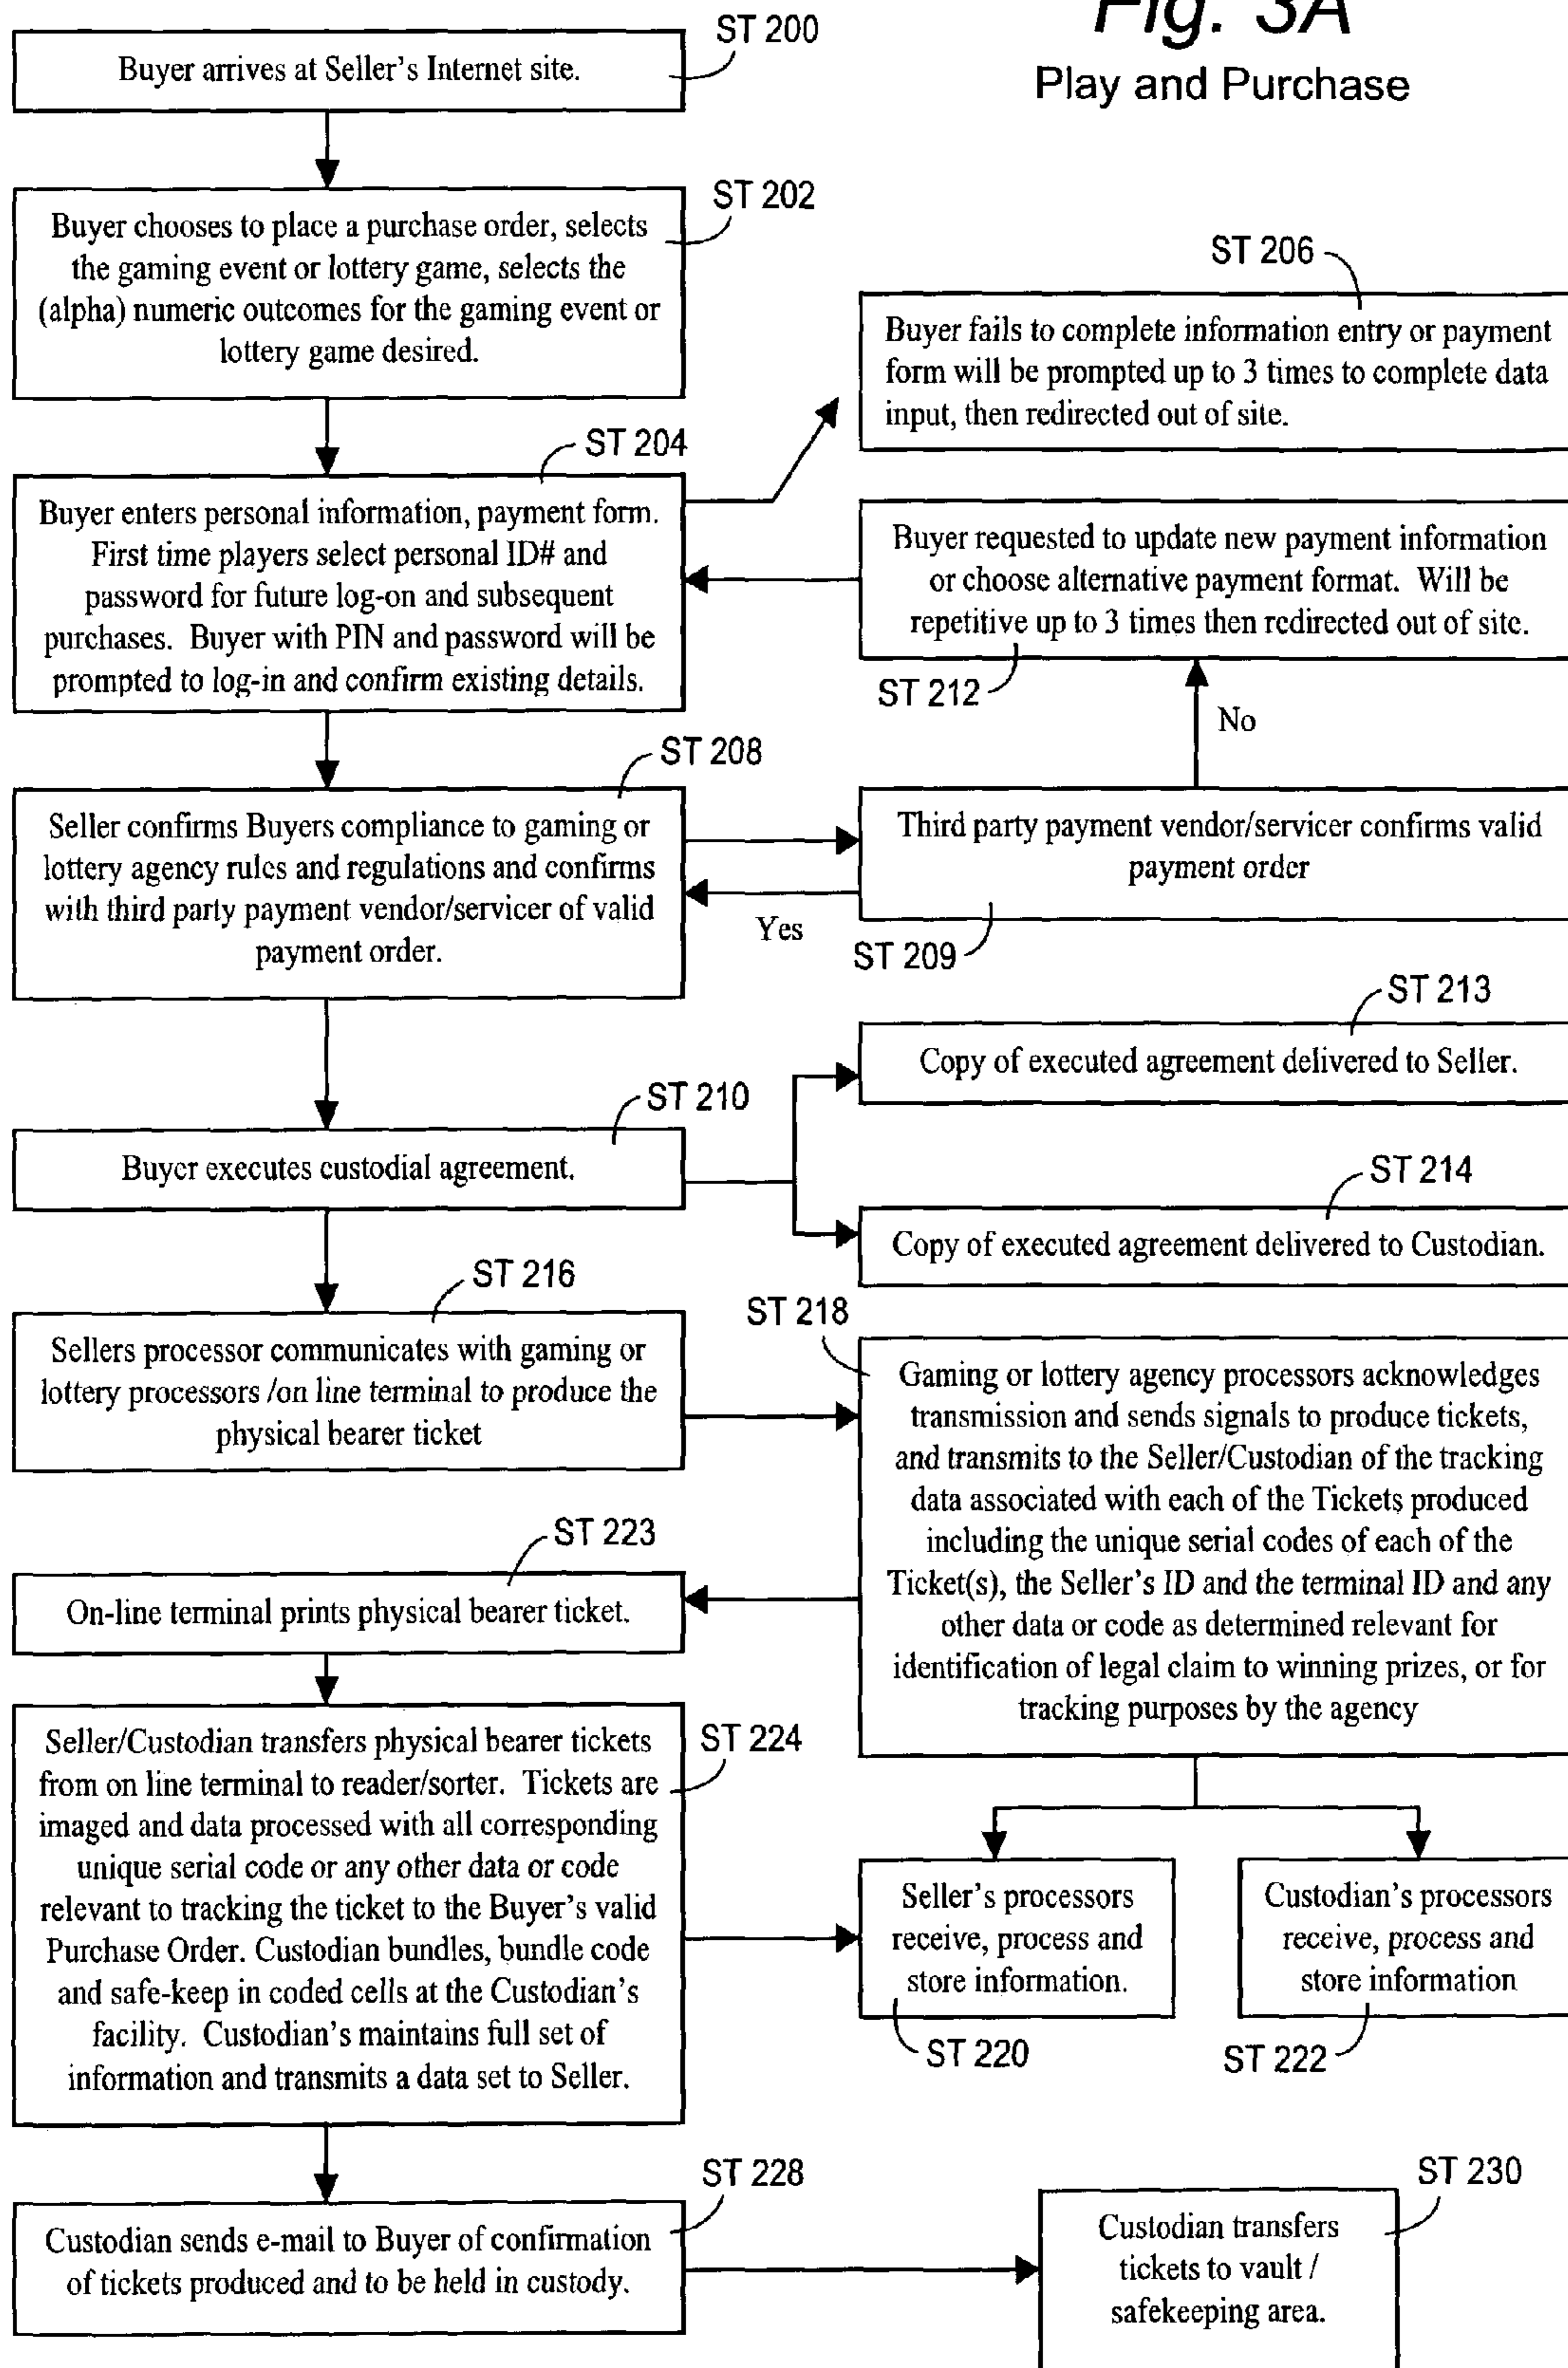 Fig. 3A
Play and Purchase
ST 200
Buyer arrives at Seller's Internet site.
ST 202
Buyer chooses to place a purchase order, selects
the gaming event or lottery game, selects the
(alpha) numeric outcomes for the gaming event or
lottery game desired.
ST 206
Buyer fails to complete information entry or payment
form will be prompted up to 3 times to complete data
input, then redirected out of site.
ST 204
Buyer enters personal information, payment form.
First time players select personal ID# and
password for future log-on and subsequent
purchases. Buyer with PIN and password will be
prompted to log-in and confirm existing details.
Buyer requested to update new payment information
or choose alternative payment format. Will be
repetitive up to 3 times then redirected out of site.
ST 212
No
ST 208
Seller confirms Buyers compliance to gaming or
lottery agency rules and regulations and confirms
with third party payment vendor/servicer of valid
payment order.
Third party payment vendor/servicer confirms valid
payment order
Yes
ST 209
ST 213
Copy of executed agreement delivered to Seller.
ST 210
Buyer executes custodial agreement.
ST 214
Copy of executed agreement delivered to Custodian.
ST 216
Sellers processor communicates with gaming or
lottery processors /on line terminal to produce the
physical bearer ticket
ST 218
Gaming or lottery agency processors acknowledges
transmission and sends signals to produce tickets,
and transmits to the Seller/Custodian of the tracking
data associated with each of the Tickets produced
including the unique serial codes of each of the
Ticket(s), the Seller's ID and the terminal ID and any
other data or code as determined relevant for
identification of legal claim to winning prizes, or for
tracking purposes by the agency
ST 223
On-line terminal prints physical bearer ticket.
ST 224
Seller/Custodian transfers physical bearer tickets
from on line terminal to reader/sorter. Tickets are
imaged and data processed with all corresponding
unique serial code or any other data or code
relevant to tracking the ticket to the Buyer's valid
Purchase Order. Custodian bundles, bundle code
and safe-keep in coded cells at the Custodian's
facility. Custodian's maintains full set of
information and transmits a data set to Seller.
Seller's processors
receive, process and
store information.
ST 220
Custodian's processors
receive, process and
store information
ST 222
ST 228
Custodian sends e-mail to Buyer of confirmation
of tickets produced and to be held in custody.
ST 230
Custodian transfers
tickets to vault /
safekeeping area.